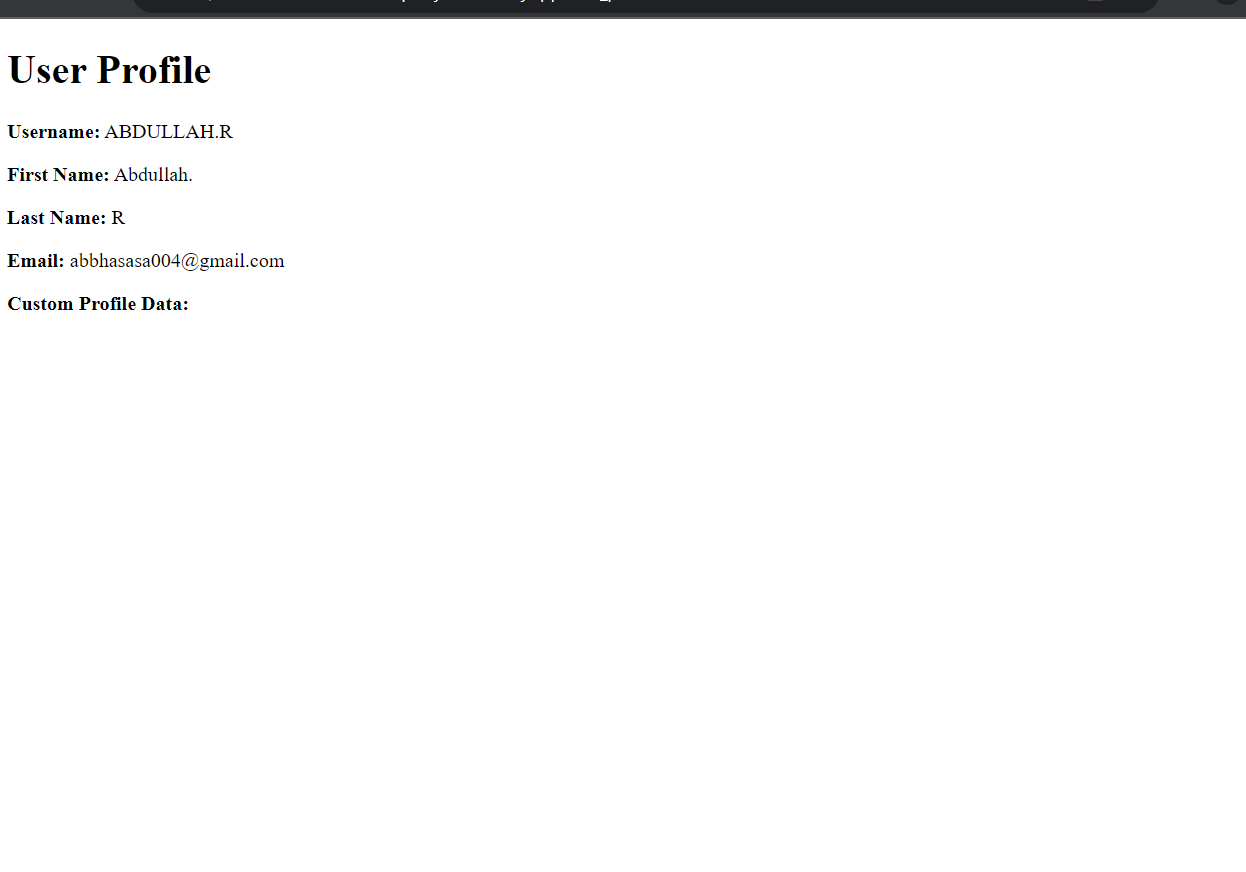 User Profile
Username: ABDULLAH.R
First Name: Abdullah.
Last Name: R
Email: abbhasasa004@gmail.com
Custom Profile Data: